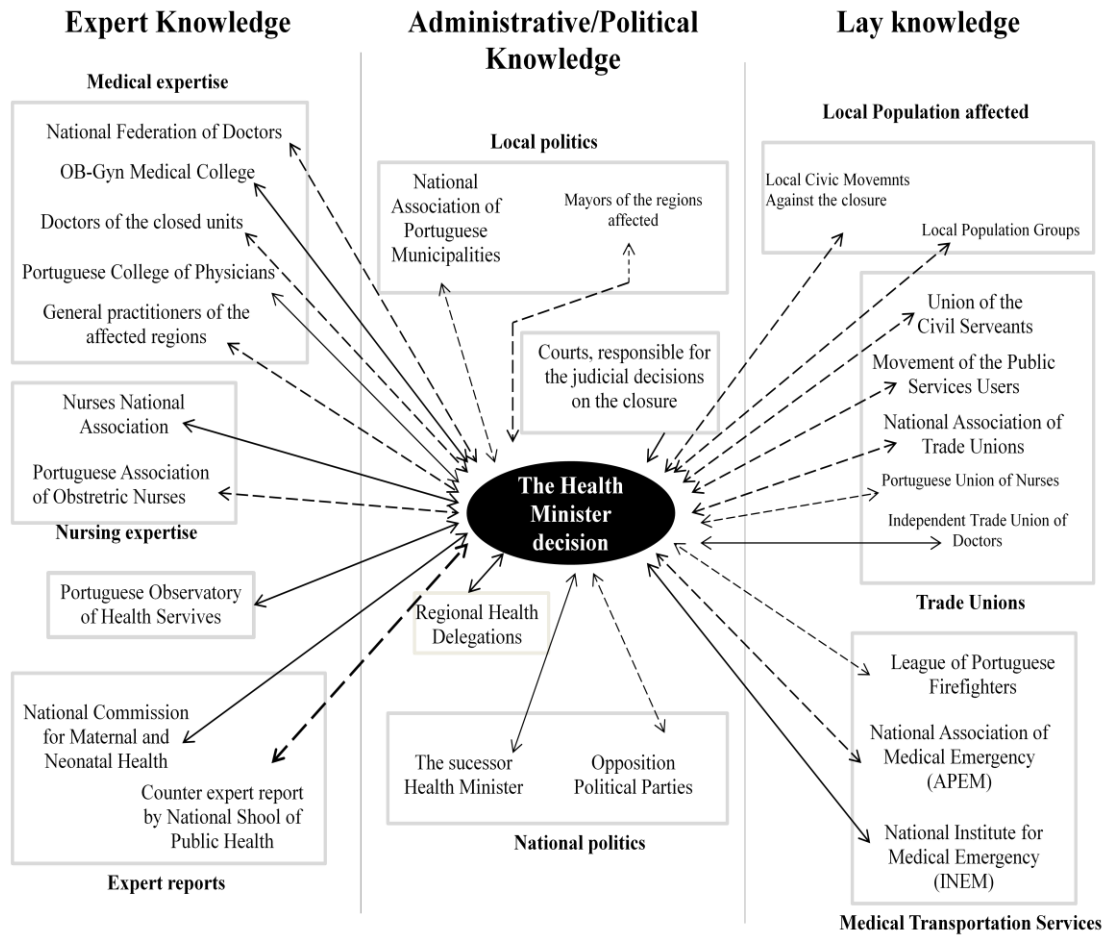 Expert Knowledge
Medical expertise
National Federation of Doctors
OB-Gyn Medical College
Doctors of the closed units
Portuguese College of Physicians
General practitioners of the
affected regions
Nurses National
Association
Portuguese Association
of Obstretric Nurses
Nursing expertise
Portuguese Observatory
of Health Servives
National Commission
for Maternal and
Neonatal Health
Counter expert report
by National Shool of
Public Health
Expert reports
Administrative/Political
Knowledge
Local politics
National
Association of
Portuguese
Municipalities
Mayors of the regions
affected
Courts, responsible for
the judicial decisions
on the closure
The Health
Minister
decision
Regional Health
Delegations
The sucessor
Health Minister
Opposition
Political Parties
National politics
Lay knowledge
Local Population affected
Local Civic Movemnts
Against the closure
Local Population Groups
Union of the
Civil Serveants
Movement of the Public
Services Users
National Association of
Trade Unions
Portuguese Union of Nurses
Independent Trade Union of
Doctors
Trade Unions
League of Portuguese
Firefighters
National Association of
Medical Emergency
(APEM)
National Institute for
Medical Emergency
(INEM)
Medical Transportation Services